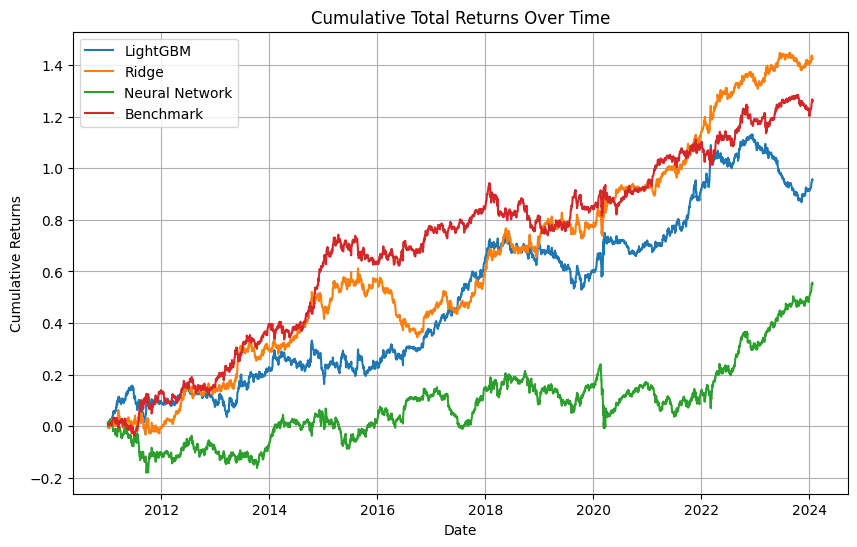 Cumulative Total Returns Over Time
LightGBM
Ridge
Neural Network
Benchmark
Cumulative Returns
1.4
1.2
1.0
0.8
0.6
0.4
0.2
0.0
−0.2
2012 2014 2016 2018 2020 2022 2024
Date